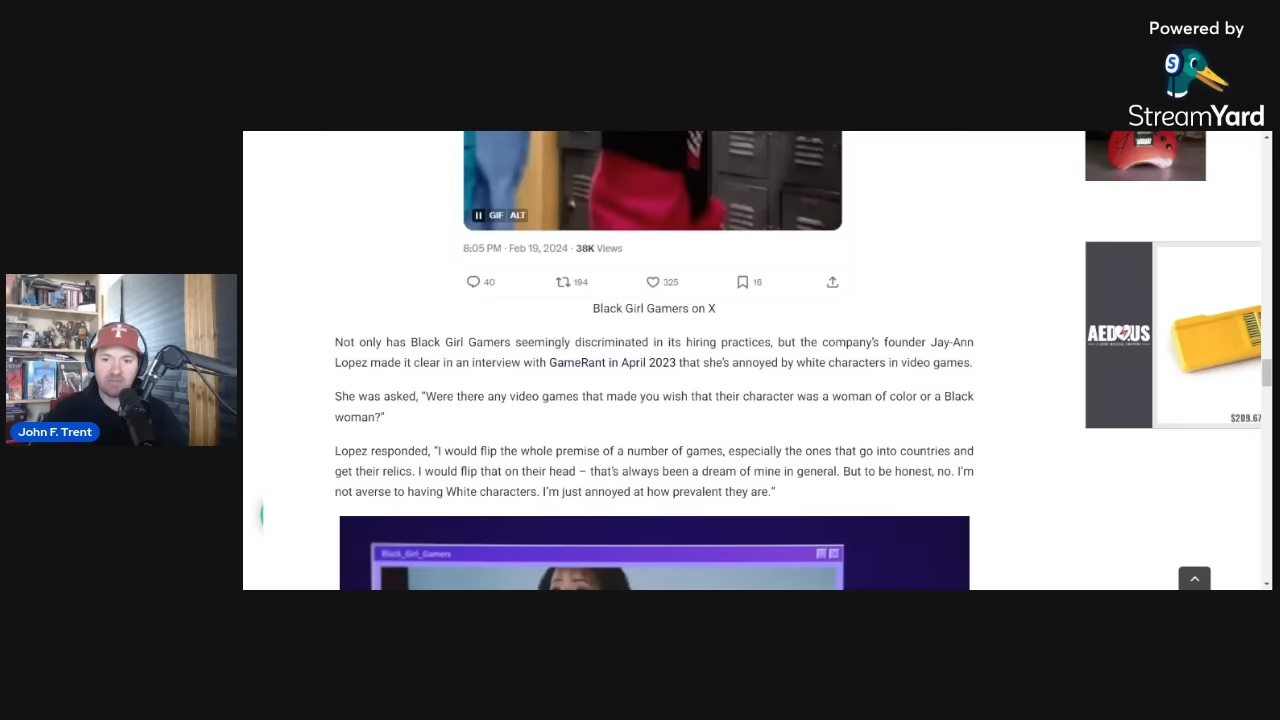 Powered by
StreamYard
GIF ALT
8:05 PM · Feb 19, 2024 · 38K Views
40 194 325 16
Black Girl Gamers on X
Not only has Black Girl Gamers seemingly discriminated in its hiring practices, but the company's founder Jay-Ann
Lopez made it clear in an interview with GameRant in April 2023 that she's annoyed by white characters in video games.
She was asked, “Were there any video games that made you wish that their character was a woman of color or a Black
woman?”
Lopez responded, “I would flip the whole premise of a number of games, especially the ones that go into countries and
get their relics. I would flip that on their head – that's always been a dream of mine in general. But to be honest, no. I'm
not averse to having White characters. I'm just annoyed at how prevalent they are.”
Black_Girl_Gamers
$209.67
John F. Trent